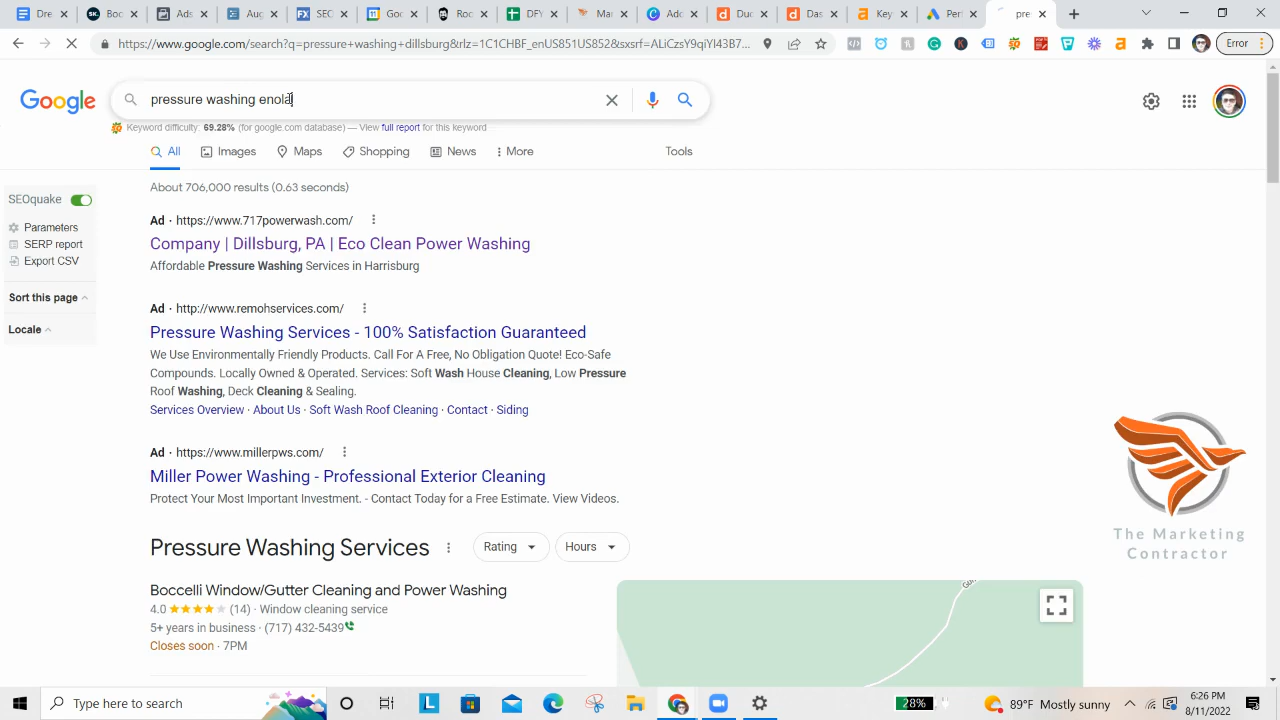 Dre
Bo
SEC
Go
Roc
DFY
Mar
Adc
Duc
Das
Key
Per
pre
https://www.google.com/search?q=pressure+washing+dillsburg&rlz=1C1CHBF_enUS851US852&sxsrf=ALiCzsY9qiYI43B7...
Error
Google
pressure washing enola
Keyword difficulty: 69.28% (for google.com database) — View full report for this keyword
All
Images
Maps
Shopping
News
More
Tools
About 706,000 results (0.63 seconds)
SEOquake
Parameters
SERP report
Export CSV
Sort this page
Locale
Ad · https://www.717powerwash.com/
Company | Dillsburg, PA | Eco Clean Power Washing
Affordable Pressure Washing Services in Harrisburg
Ad · http://www.remohservices.com/
Pressure Washing Services - 100% Satisfaction Guaranteed
We Use Environmentally Friendly Products. Call For A Free, No Obligation Quote! Eco-Safe
Compounds. Locally Owned & Operated. Services: Soft Wash House Cleaning, Low Pressure
Roof Washing, Deck Cleaning & Sealing.
Services Overview · About Us · Soft Wash Roof Cleaning · Contact · Siding
Ad · https://www.millerpws.com/
Miller Power Washing - Professional Exterior Cleaning
Protect Your Most Important Investment. - Contact Today for a Free Estimate. View Videos.
The Marketing
Contractor
Pressure Washing Services
Rating
Hours
Boccelli Window/Gutter Cleaning and Power Washing
4.0 (14) · Window cleaning service
5+ years in business · (717) 432-5439
Closes soon · 7PM
Type here to search
28%
89°F Mostly sunny
6:26 PM
8/11/2022